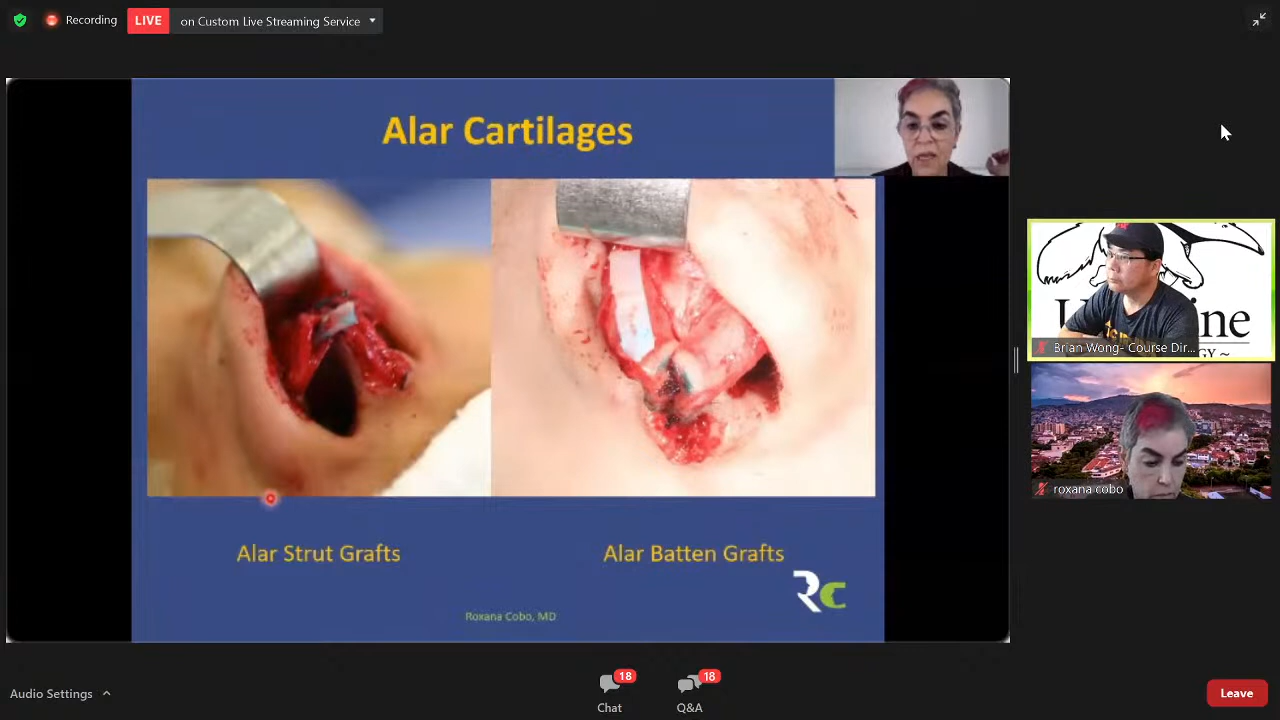 Recording
LIVE
on Custom Live Streaming Service
Alar Cartilages
Brian Wong- Course Dir...
roxana cobo
Alar Strut Grafts
Alar Batten Grafts
RC
Roxana Cobo, MD
Audio Settings
18
Chat
18
Q&A
Leave